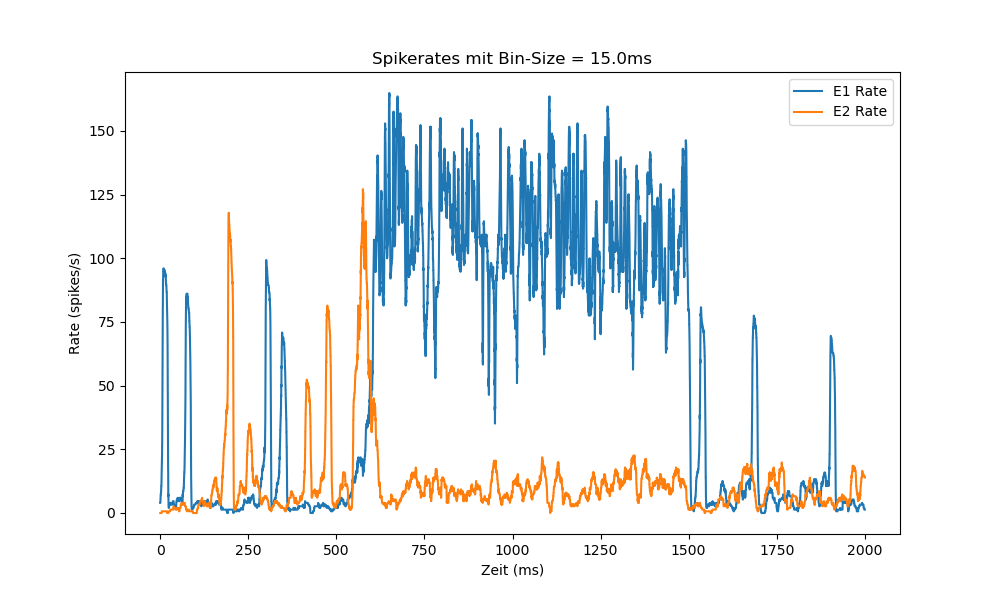 Spikerates mit Bin-Size = 15.0ms
E1 Rate
E2 Rate
Rate (spikes/s)
150
125
100
75
50
25
0
0 250 500 750 1000 1250 1500 1750 2000
Zeit (ms)